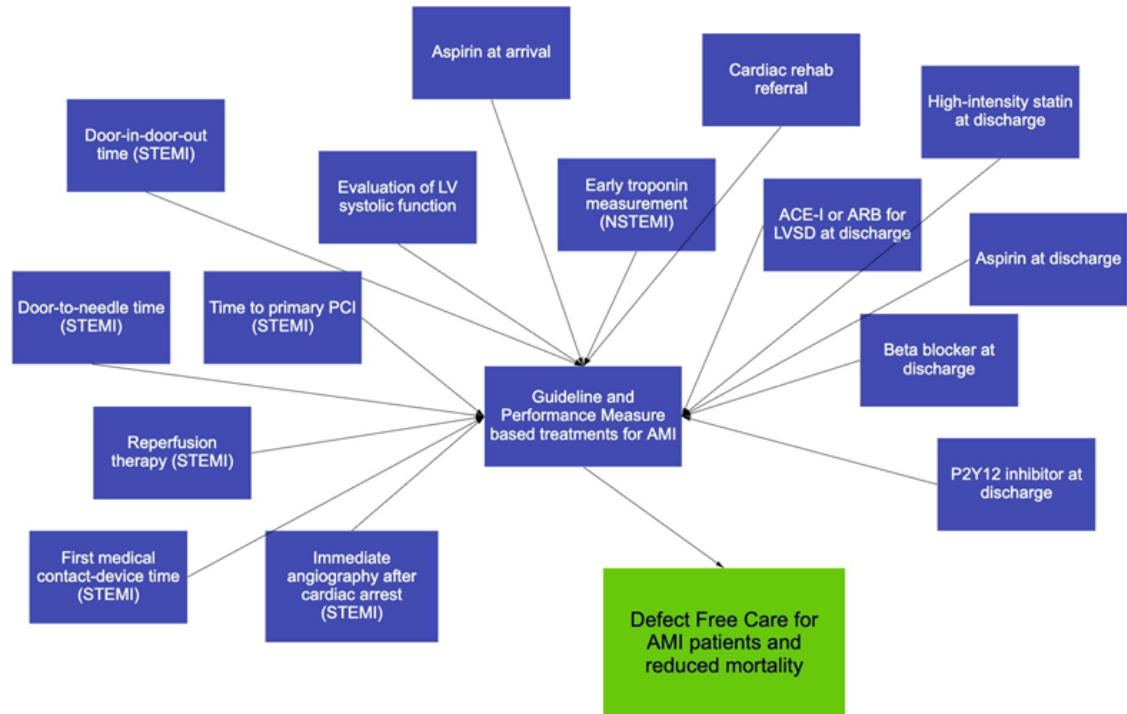 Aspirin at arrival
Cardiac rehab
referral
High-intensity statin
at discharge
Door-in-door-out
time (STEMI)
Evaluation of LV
systolic function
Early troponin
measurement
(NSTEMI)
ACE-I or ARB for
LVSD at discharge
Aspirin at discharge
Door-to-needle time
(STEMI)
Time to primary PCI
(STEMI)
Beta blocker at
discharge
Guideline and
Performance Measure
based treatments for AMI
Reperfusion
therapy (STEMI)
P2Y12 inhibitor at
discharge
First medical
contact-device time
(STEMI)
Immediate
angiography after
cardiac arrest
(STEMI)
Defect Free Care for
AMI patients and
reduced mortality